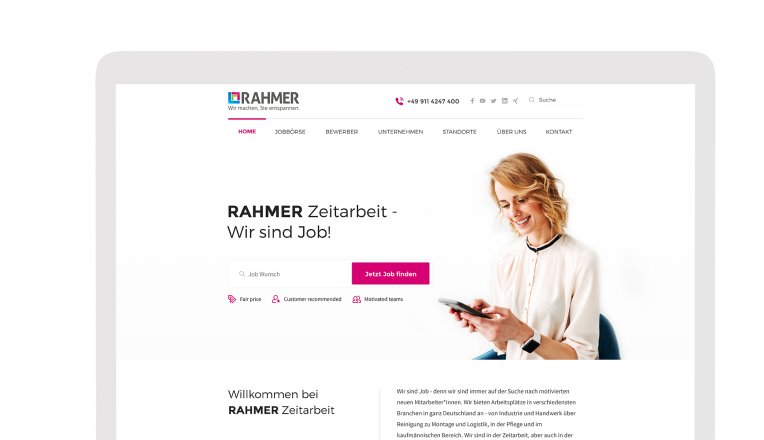 RAHMER
Wir machen, Sie entspannen.
+49 911 4247 400
Suche
HOME JOBBÖRSE BEWERBER UNTERNEHMEN STANDORTE ÜBER UNS KONTAKT
RAHMER Zeitarbeit -
Wir sind Job!
Job Wunsch
Jetzt Job finden
Fair price Customer recommended Motivated teams
Willkommen bei
RAHMER Zeitarbeit
Wir sind Job - denn wir sind immer auf der Suche nach motivierten
neuen Mitarbeiter*innen. Wir bieten Arbeitsplätze in verschiedensten
Branchen in ganz Deutschland an - von Industrie und Handwerk über
Reinigung zu Montage und Logistik, in der Pflege und im
kaufmännischen Bereich. Wir sind in der Zeitarbeit, aber auch in der